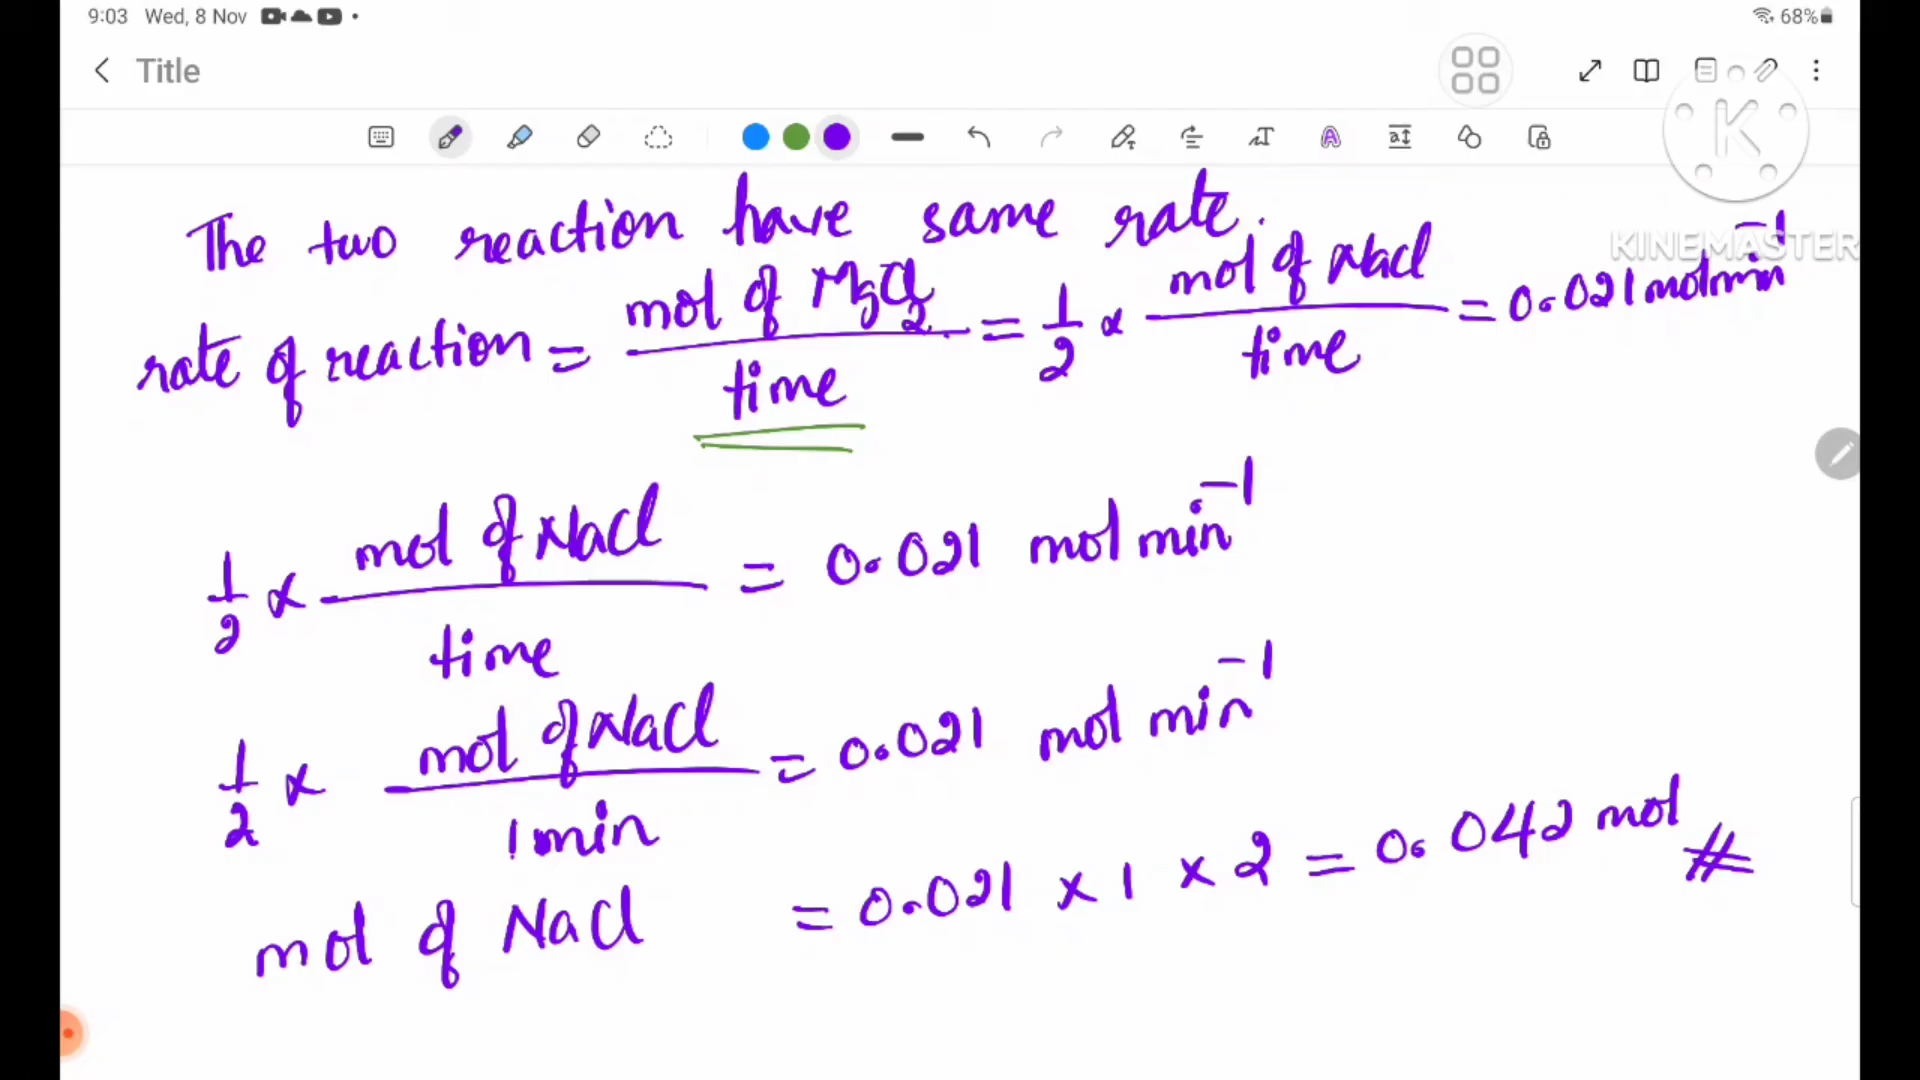 9:03 Wed, 8 Nov
68%
Title
K
KINEMASTER
The two reaction have same rate.
rate of reaction = mol of MgCl₂ / time = 1/2 × mol of NaCl / time = 0.021 mol min⁻¹
1/2 × mol of NaCl / time = 0.021 mol min⁻¹
1/2 × mol of NaCl / 1 min = 0.021 mol min⁻¹
mol of NaCl = 0.021 × 1 × 2 = 0.042 mol #